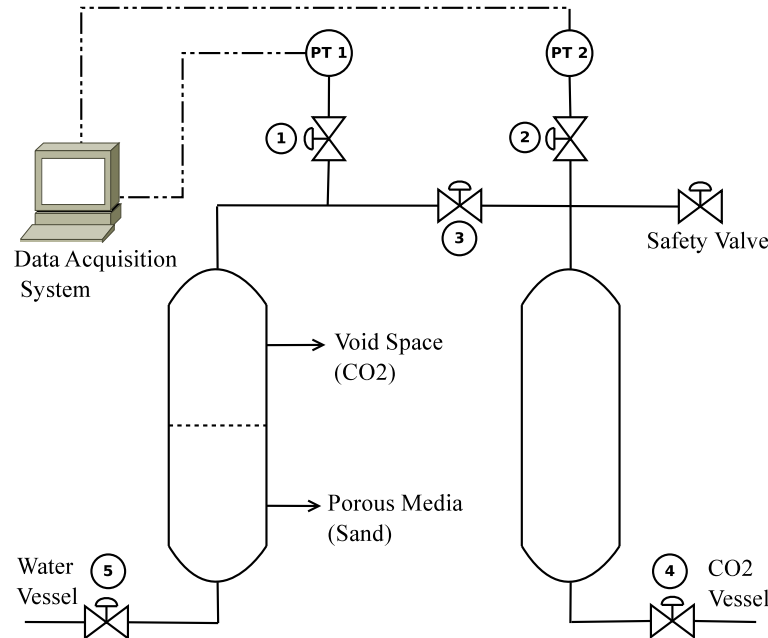 PT 1
PT 2
1
2
3
Safety Valve
Data Acquisition
System
Void Space
(CO2)
Porous Media
(Sand)
Water
Vessel
5
4
CO2
Vessel